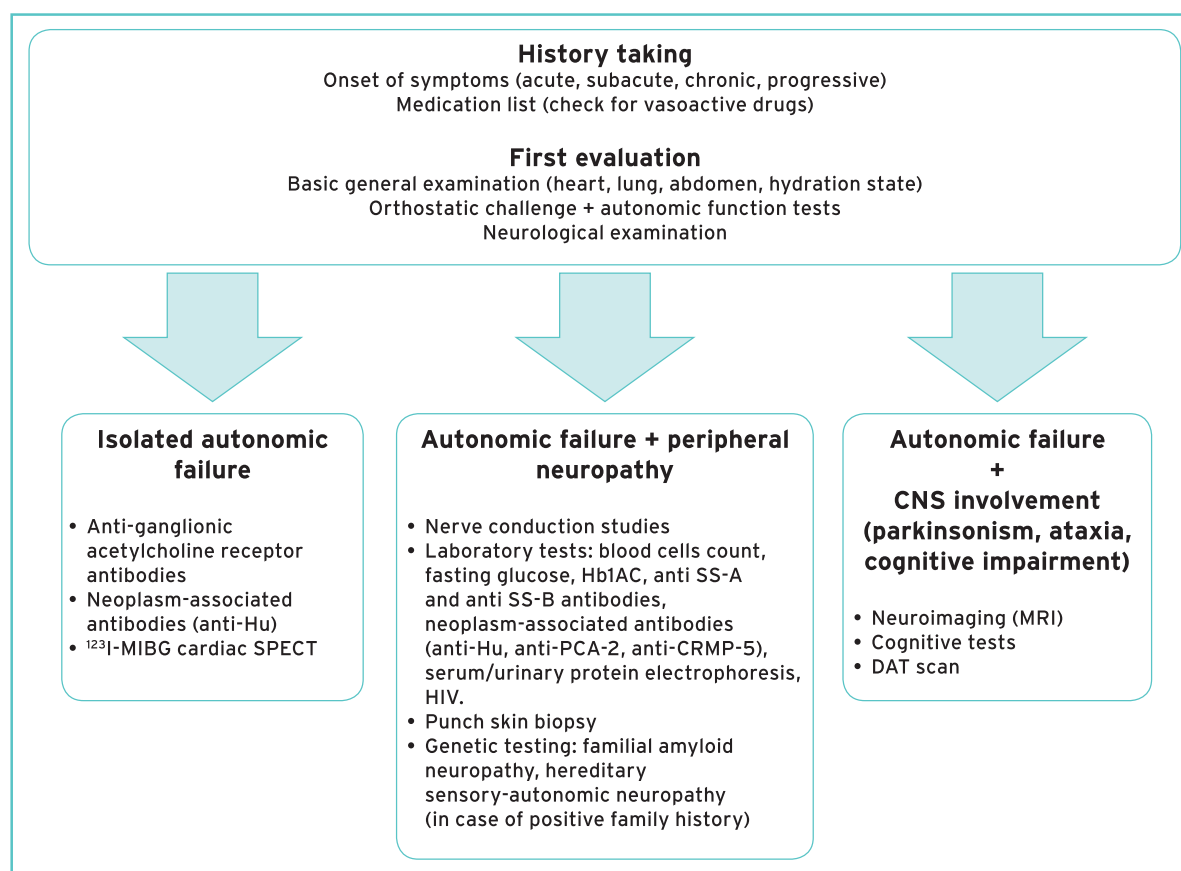 History taking
Onset of symptoms (acute, subacute, chronic, progressive)
Medication list (check for vasoactive drugs)
First evaluation
Basic general examination (heart, lung, abdomen, hydration state)
Orthostatic challenge + autonomic function tests
Neurological examination
Isolated autonomic
failure
• Anti-ganglionic
acetylcholine receptor
antibodies
• Neoplasm-associated
antibodies (anti-Hu)
• ¹²³I-MIBG cardiac SPECT
Autonomic failure + peripheral
neuropathy
• Nerve conduction studies
• Laboratory tests: blood cells count,
fasting glucose, Hb1AC, anti SS-A
and anti SS-B antibodies,
neoplasm-associated antibodies
(anti-Hu, anti-PCA-2, anti-CRMP-5),
serum/urinary protein electrophoresis,
HIV.
• Punch skin biopsy
• Genetic testing: familial amyloid
neuropathy, hereditary
sensory-autonomic neuropathy
(in case of positive family history)
Autonomic failure
+
CNS involvement
(parkinsonism, ataxia,
cognitive impairment)
• Neuroimaging (MRI)
• Cognitive tests
• DAT scan